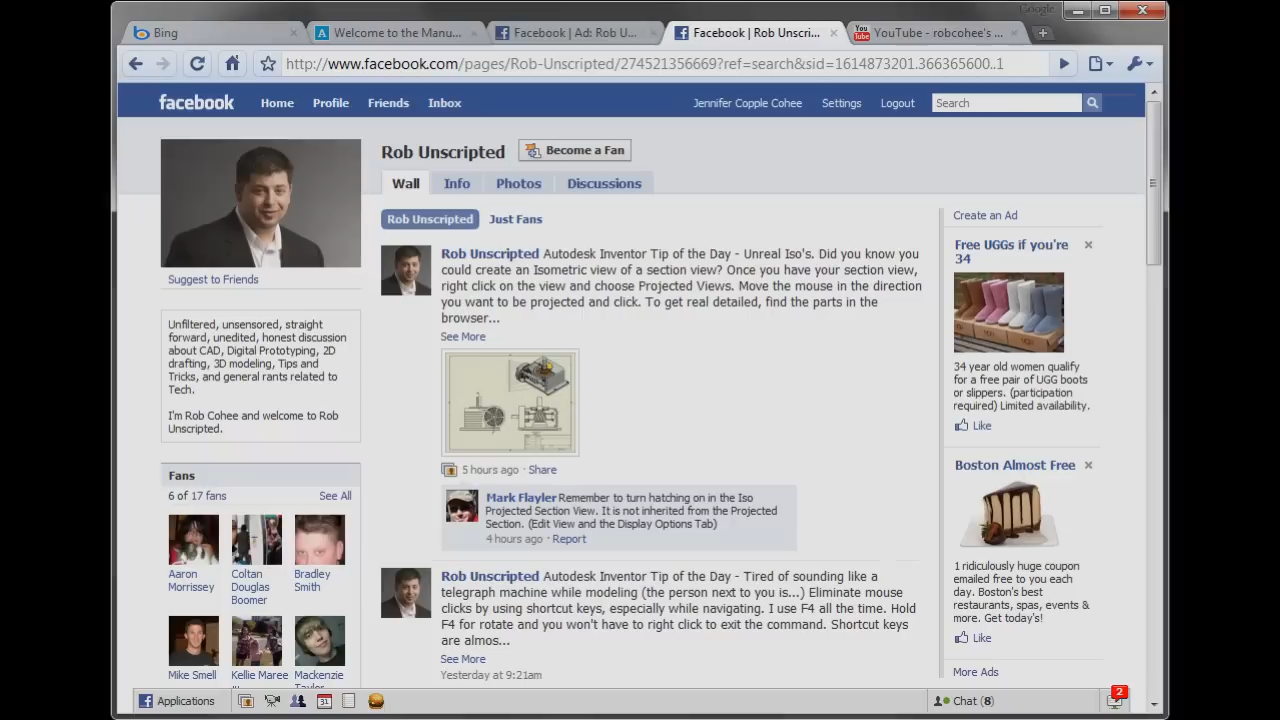 Google
Bing
Welcome to the Manu...
Facebook | Ad: Rob U...
Facebook | Rob Unscri...
You Tube
YouTube - robcohee's ...
http://www.facebook.com/pages/Rob-Unscripted/274521356669?ref=search&sid=1614873201.366365600..1
facebook
Home
Profile
Friends
Inbox
Jennifer Copple Cohee
Settings
Logout
Search
Rob Unscripted
Become a Fan
Wall
Info
Photos
Discussions
Suggest to Friends
Unfiltered, unsensored, straight
forward, unedited, honest discussion
about CAD, Digital Prototyping, 2D
drafting, 3D modeling, Tips and
Tricks, and general rants related to
Tech.
I'm Rob Cohee and welcome to Rob
Unscripted.
Fans
6 of 17 fans
See All
Aaron
Morrissey
Coltan
Douglas
Boomer
Bradley
Smith
Mike Smell
Kellie Maree
Mackenzie
Rob Unscripted
Just Fans
Rob Unscripted Autodesk Inventor Tip of the Day - Unreal Iso's. Did you know you
could create an Isometric view of a section view? Once you have your section view,
right click on the view and choose Projected Views. Move the mouse in the direction
you want to be projected and click. To get real detailed, find the parts in the
browser...
See More
5 hours ago · Share
Mark Flayler Remember to turn hatching on in the Iso
Projected Section View. It is not inherited from the Projected
Section. (Edit View and the Display Options Tab)
4 hours ago · Report
Rob Unscripted Autodesk Inventor Tip of the Day - Tired of sounding like a
telegraph machine while modeling (the person next to you is...) Eliminate mouse
clicks by using shortcut keys, especially while navigating. I use F4 all the time. Hold
F4 for rotate and you won't have to right click to exit the command. Shortcut keys
are almos...
See More
Yesterday at 9:21am
Create an Ad
Free UGGs if you're
34
34 year old women qualify
for a free pair of UGG boots
or slippers. (participation
required) Limited availability.
Like
Boston Almost Free
1 ridiculously huge coupon
emailed free to you each
day. Boston's best
restaurants, spas, events &
more. Get today's!
Like
More Ads
Applications
31
Chat (8)
2